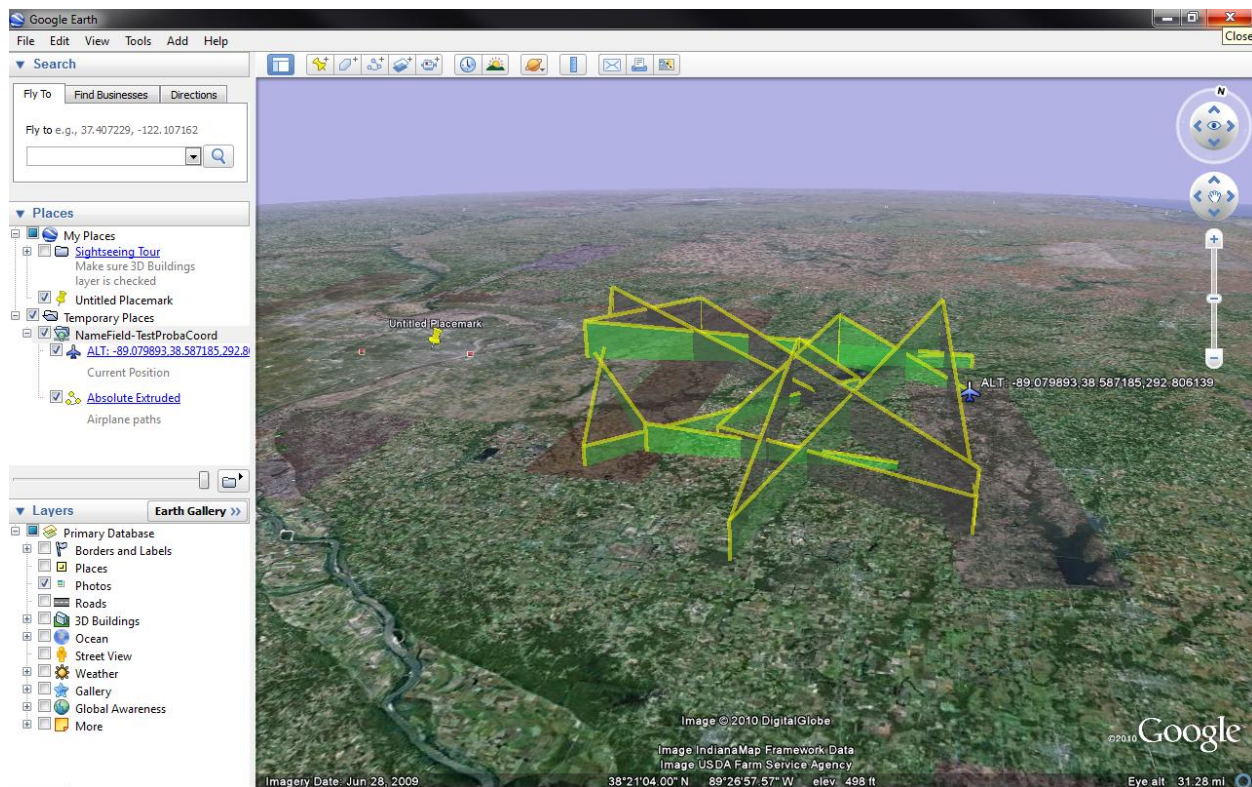 Google Earth
Close
File Edit View Tools Add Help
Search
Fly To Find Businesses Directions
Fly to e.g., 37.407229, -122.107162
Places
My Places
Sightseeing Tour
Make sure 3D Buildings
layer is checked
Untitled Placemark
Temporary Places
NameField-TestProbaCoord
ALT: -89.079893,38.587185,292.80
Current Position
Absolute Extruded
Airplane paths
Layers
Earth Gallery >>
Primary Database
Borders and Labels
Places
Photos
Roads
3D Buildings
Ocean
Street View
Weather
Gallery
Global Awareness
More
N
Untitled Placemark
ALT: -89.079893,38.587185,292.806139
Image © 2010 DigitalGlobe
Image IndianaMap Framework Data
Image USDA Farm Service Agency
©2010 Google
Imagery Date: Jun 28, 2009 38°21'04.00" N 89°26'57.57" W elev 498 ft Eye alt 31.28 mi